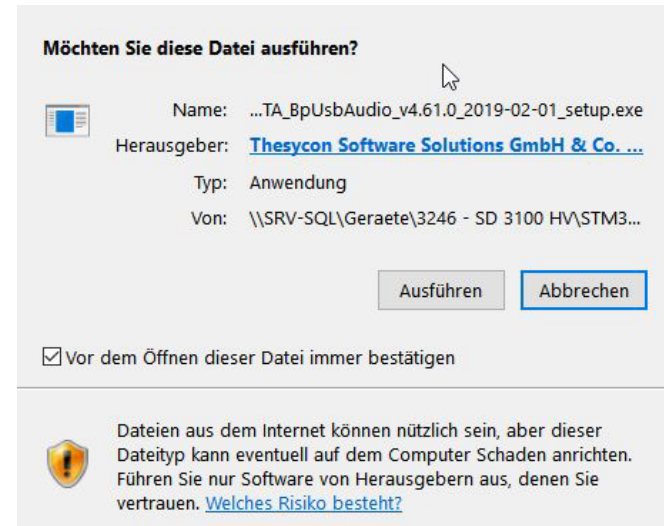 Möchten Sie diese Datei ausführen?
Name: ...TA_BpUsbAudio_v4.61.0_2019-02-01_setup.exe
Herausgeber: Thesycon Software Solutions GmbH & Co. ...
Typ: Anwendung
Von: \\SRV-SQL\Geraete\3246 - SD 3100 HV\STM3...
Ausführen Abbrechen
Vor dem Öffnen dieser Datei immer bestätigen
Dateien aus dem Internet können nützlich sein, aber dieser
Dateityp kann eventuell auf dem Computer Schaden anrichten.
Führen Sie nur Software von Herausgebern aus, denen Sie
vertrauen. Welches Risiko besteht?